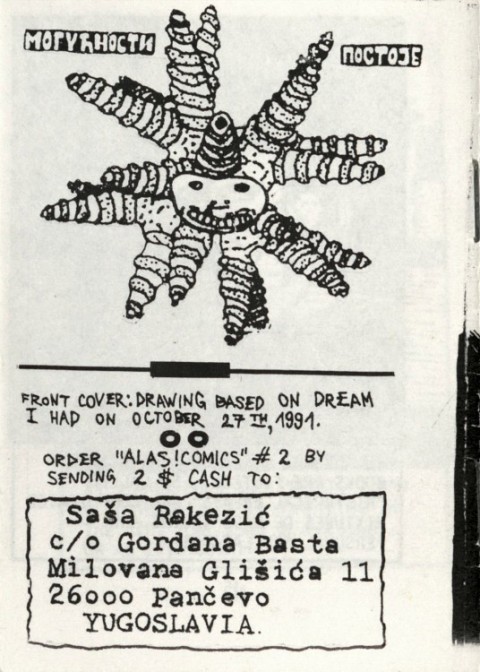 МОГУЋНОСТИ
ПОСТОЈЕ
FRONT COVER: DRAWING BASED ON DREAM
I HAD ON OCTOBER 27TH, 1991.
ORDER "ALAS! COMICS" # 2 BY
SENDING 2 $ CASH TO:
Saša Rakezić
c/o Gordana Basta
Milovana Glišića 11
26000 Pančevo
YUGOSLAVIA.